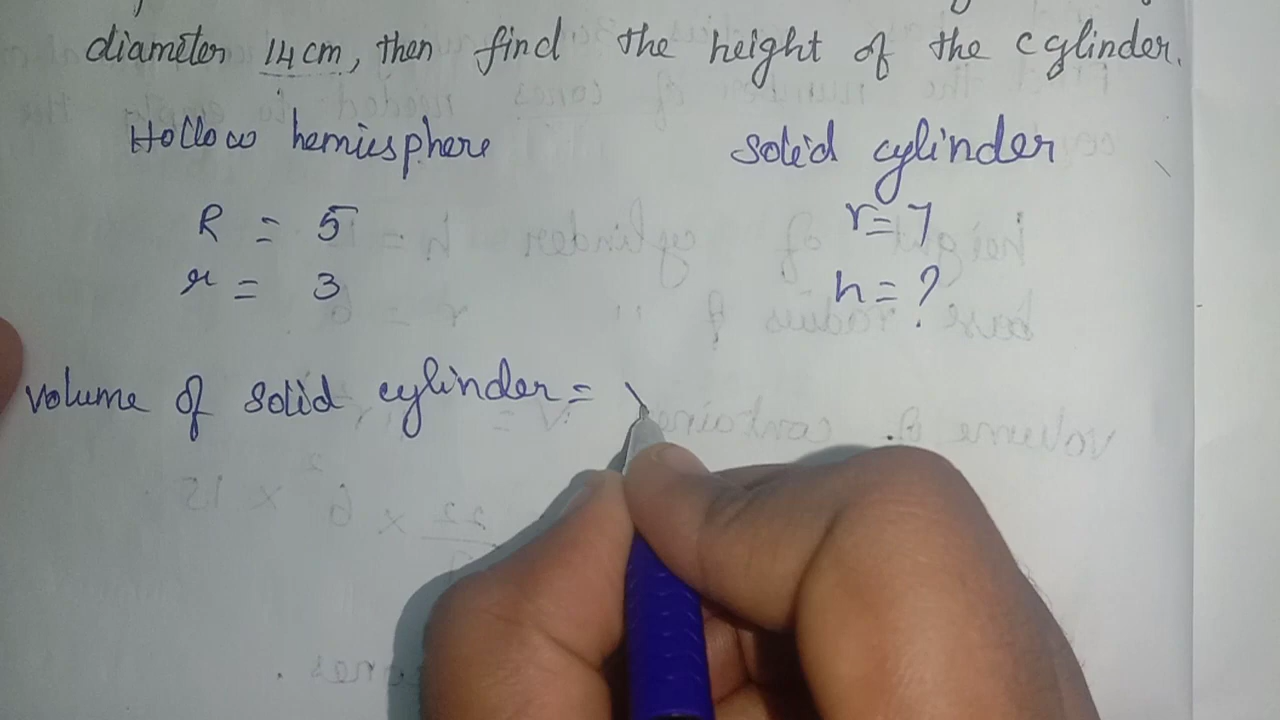 diameter 14cm, then find the height of the cylinder.
Hollow hemisphere
solid cylinder
R = 5
r = 7
r = 3
h = ?
volume of solid cylinder =